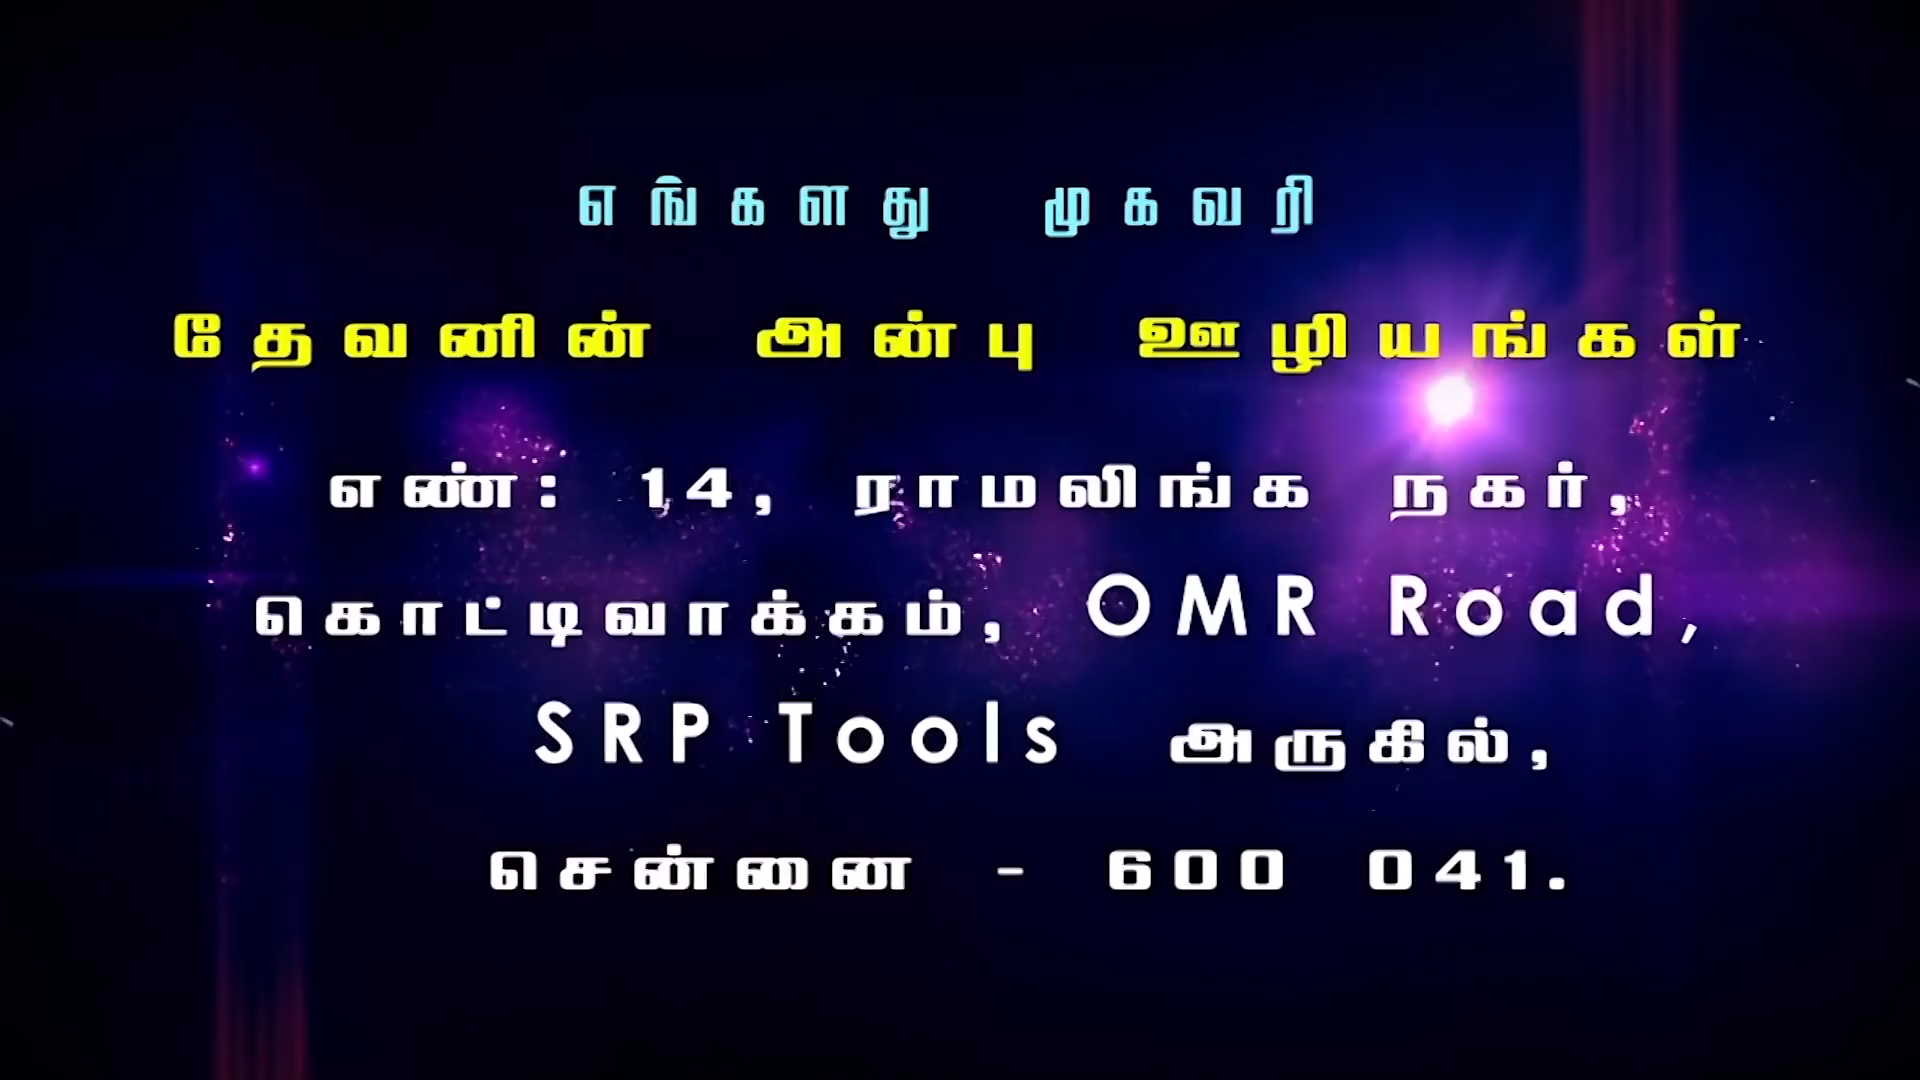 எங்களது முகவரி
தேவனின் அன்பு ஊழியங்கள்
எண்: 14, ராமலிங்க நகர்,
கொட்டிவாக்கம், OMR Road,
SRP Tools அருகில்,
சென்னை - 600 041.